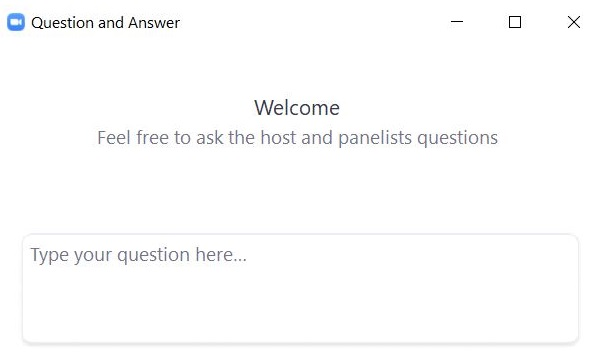 Question and Answer
Welcome
Feel free to ask the host and panelists questions
Type your question here...